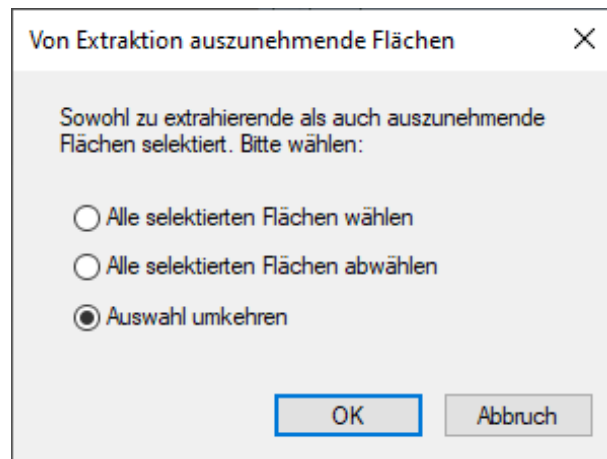 Von Extraktion auszunehmende Flächen
Sowohl zu extrahierende als auch auszunehmende
Flächen selektiert. Bitte wählen:
Alle selektierten Flächen wählen
Alle selektierten Flächen abwählen
Auswahl umkehren
OK
Abbruch